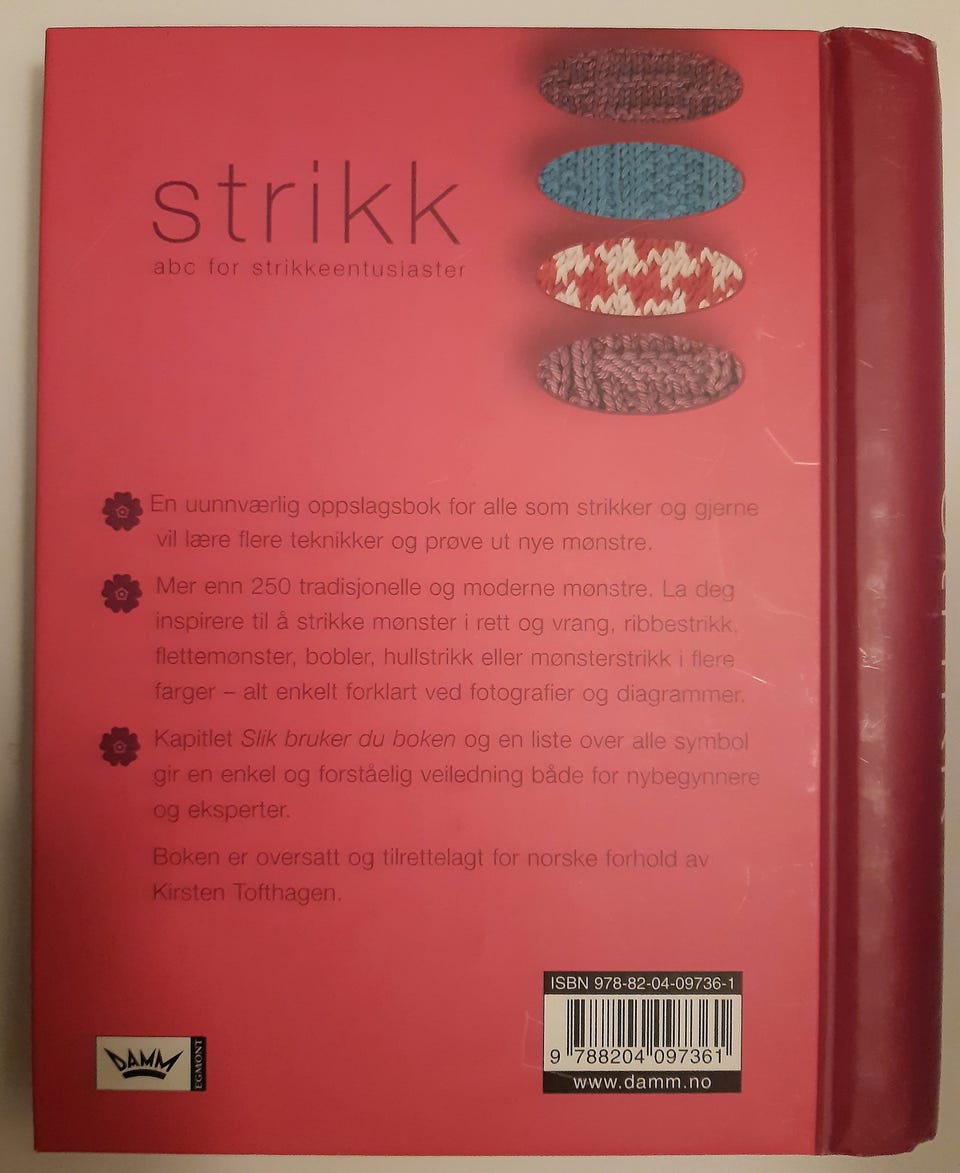 strikk
abc for strikkeentusiaster
En uunnværlig oppslagsbok for alle som strikker og gjerne
vil lære flere teknikker og prøve ut nye mønstre.
Mer enn 250 tradisjonelle og moderne mønstre. La deg
inspirere til å strikke mønster i rett og vrang, ribbestrikk,
flettemønster, bobler, hullstrikk eller mønsterstrikk i flere
farger – alt enkelt forklart ved fotografier og diagrammer.
Kapitlet Slik bruker du boken og en liste over alle symbol
gir en enkel og forståelig veiledning både for nybegynnere
og eksperter.
Boken er oversatt og tilrettelagt for norske forhold av
Kirsten Tofthagen.
ISBN 978-82-04-09736-1
9 788204 097361
www.damm.no
DAMM
EGMONT